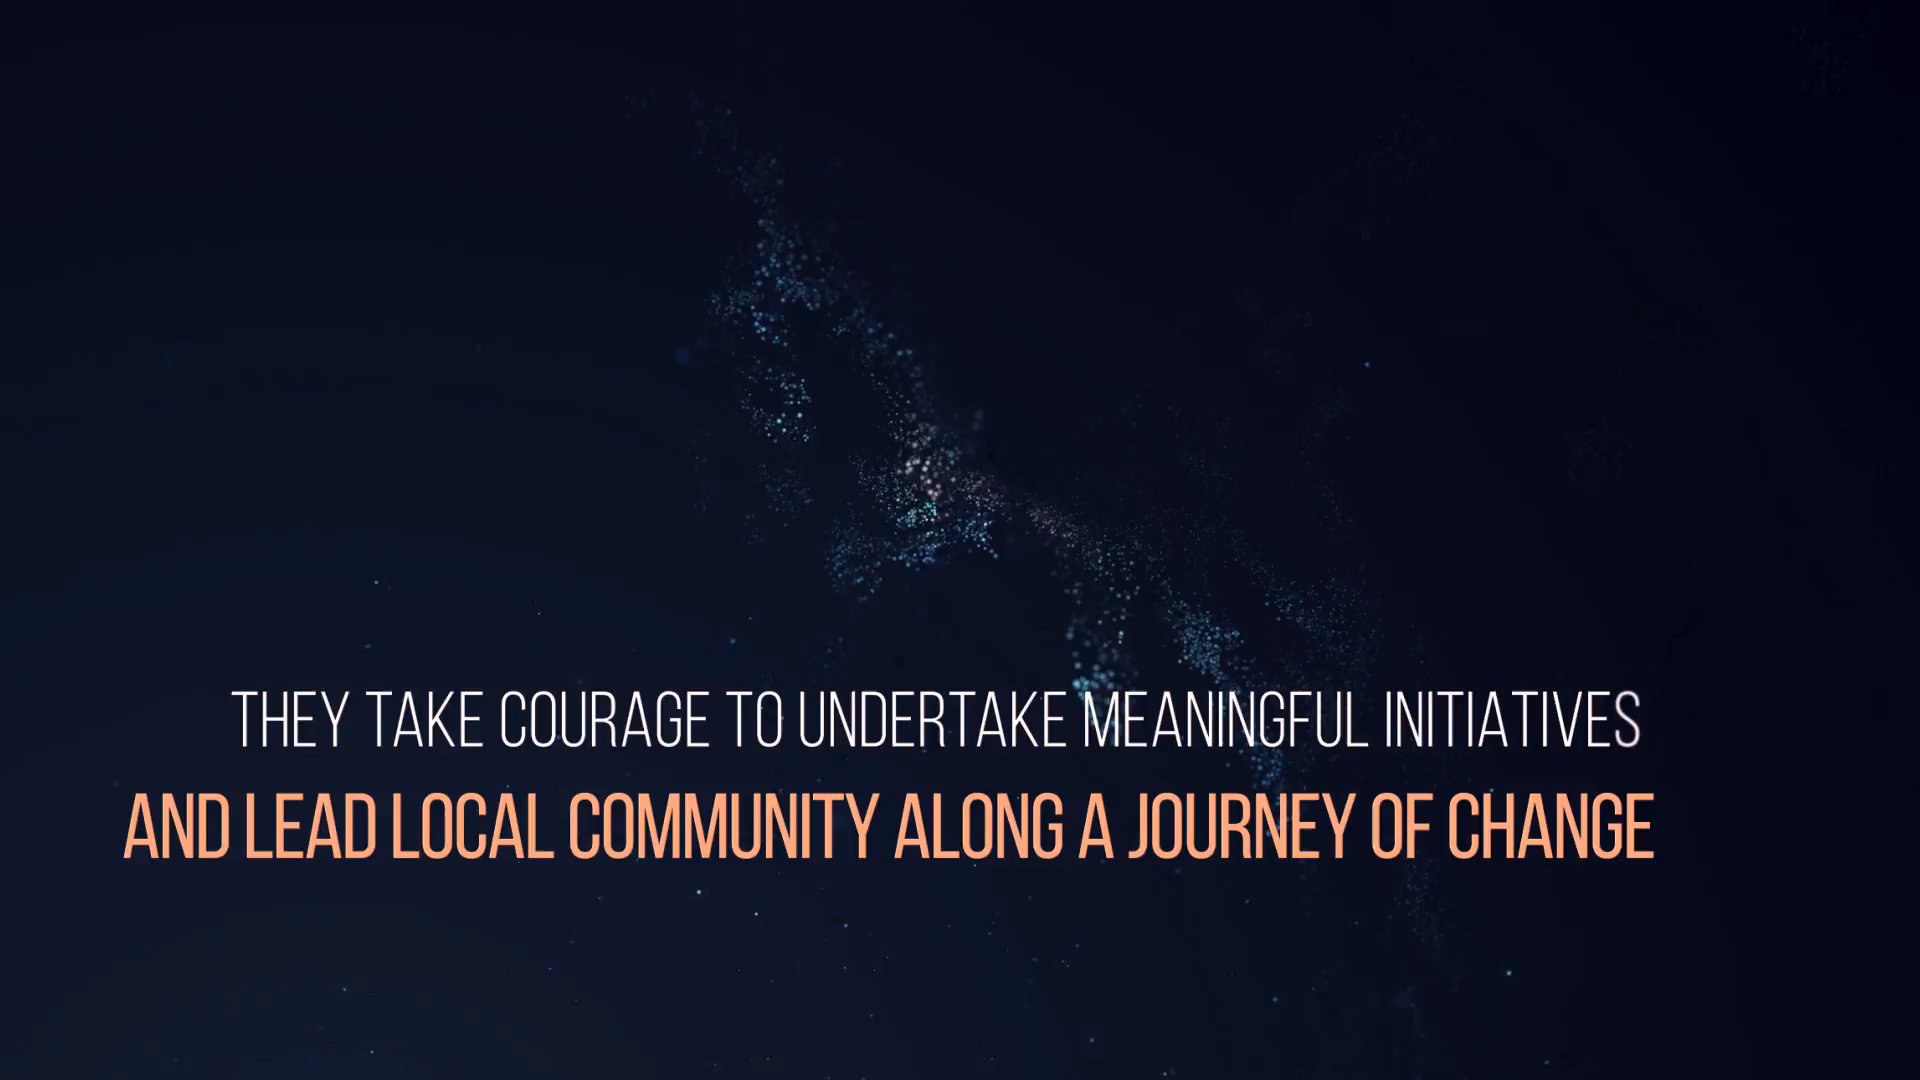 THEY TAKE COURAGE TO UNDERTAKE MEANINGFUL INITIATIVES
AND LEAD LOCAL COMMUNITY ALONG A JOURNEY OF CHANGE